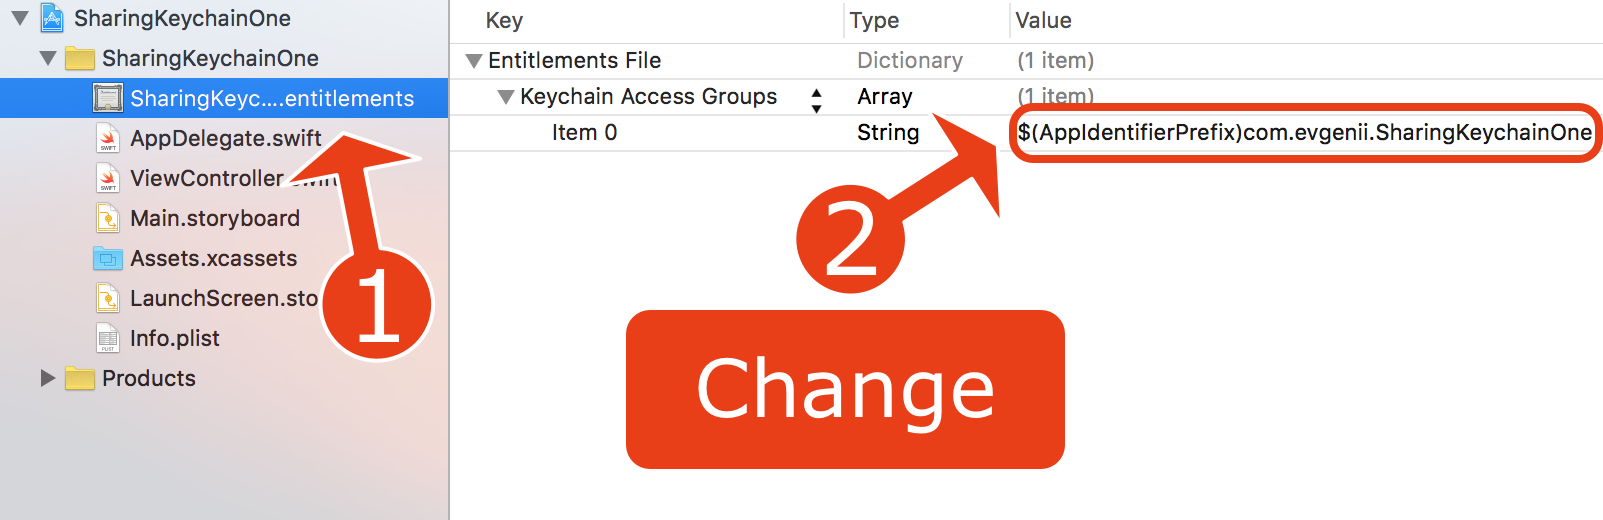 SharingKeychainOne
SharingKeychainOne
SharingKeyc....entitlements
AppDelegate.swift
ViewController
Main.storyboard
Assets.xcassets
LaunchScreen.sto
Info.plist
Products
1
Key Type Value
Entitlements File Dictionary (1 item)
Keychain Access Groups Array (1 item)
Item 0 String $(AppIdentifierPrefix)com.evgenii.SharingKeychainOne
2
Change